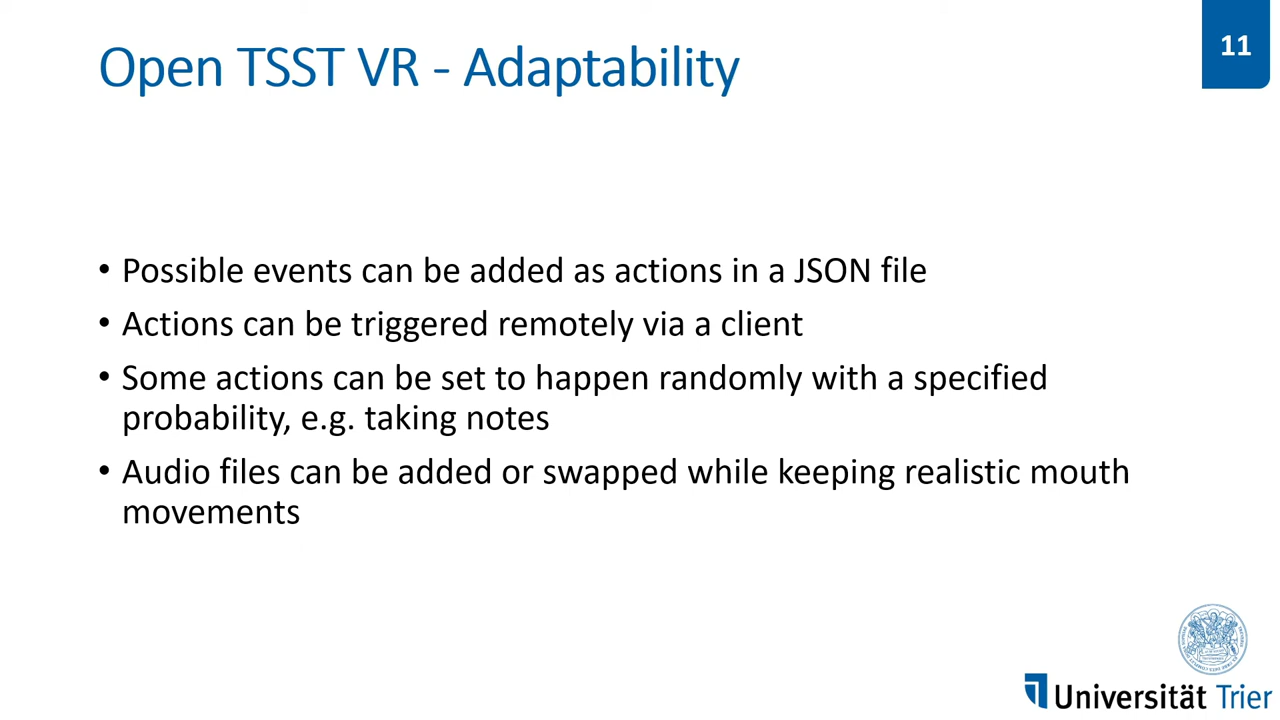 Open TSST VR - Adaptability
11
• Possible events can be added as actions in a JSON file
• Actions can be triggered remotely via a client
• Some actions can be set to happen randomly with a specified
probability, e.g. taking notes
• Audio files can be added or swapped while keeping realistic mouth
movements
Universität Trier